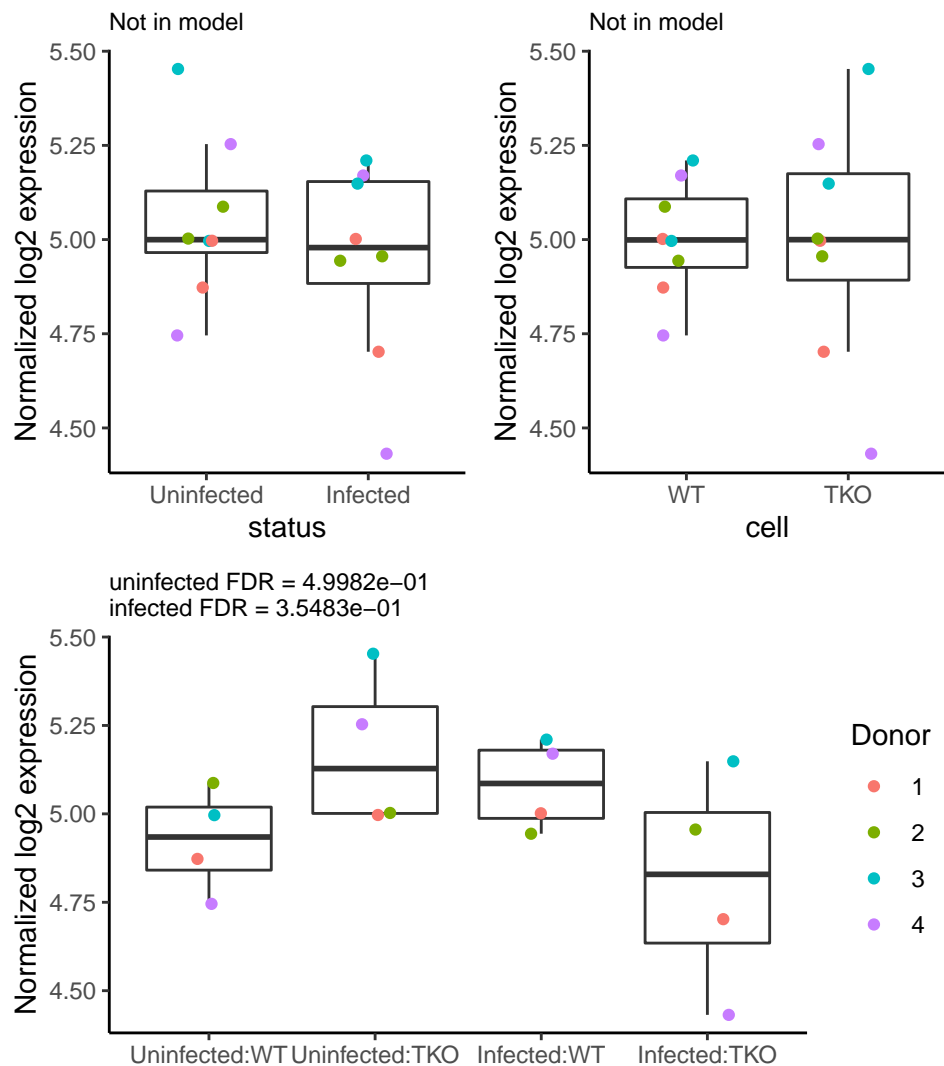 Not in model
Normalized log2 expression
5.50
5.25
5.00
4.75
4.50
Uninfected Infected
status
Not in model
Normalized log2 expression
5.50
5.25
5.00
4.75
4.50
WT TKO
cell
uninfected FDR = 4.9982e−01
infected FDR = 3.5483e−01
Normalized log2 expression
5.50
5.25
5.00
4.75
4.50
Uninfected:WT Uninfected:TKO Infected:WT Infected:TKO
Donor
1
2
3
4